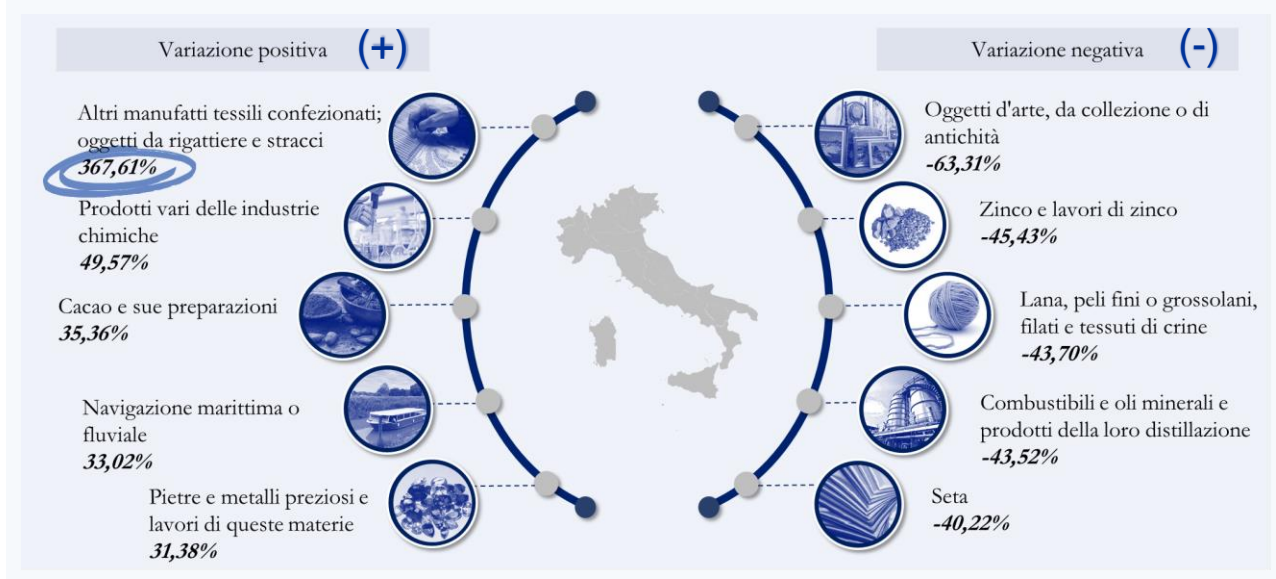 Variazione positiva (+)
Altri manufatti tessili confezionati;
oggetti da rigattiere e stracci
367,61%
Prodotti vari delle industrie
chimiche
49,57%
Cacao e sue preparazioni
35,36%
Navigazione marittima o
fluviale
33,02%
Pietre e metalli preziosi e
lavori di queste materie
31,38%
Variazione negativa (-)
Oggetti d'arte, da collezione o di
antichità
-63,31%
Zinco e lavori di zinco
-45,43%
Lana, peli fini o grossolani,
filati e tessuti di crine
-43,70%
Combustibili e oli minerali e
prodotti della loro distillazione
-43,52%
Seta
-40,22%